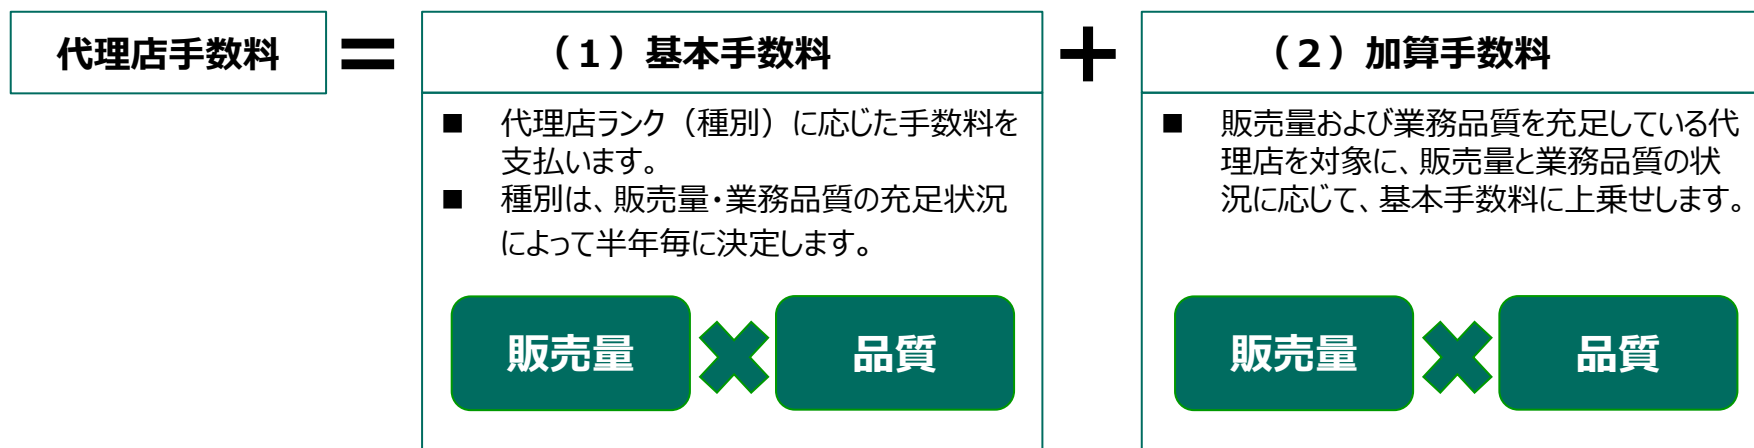 代理店手数料
=
（1）基本手数料
■ 代理店ランク（種別）に応じた手数料を
支払います。
■ 種別は、販売量・業務品質の充足状況
によって半年毎に決定します。
販売量
×
品質
+
（2）加算手数料
■ 販売量および業務品質を充足している代
理店を対象に、販売量と業務品質の状
況に応じて、基本手数料に上乗せします。
販売量
×
品質